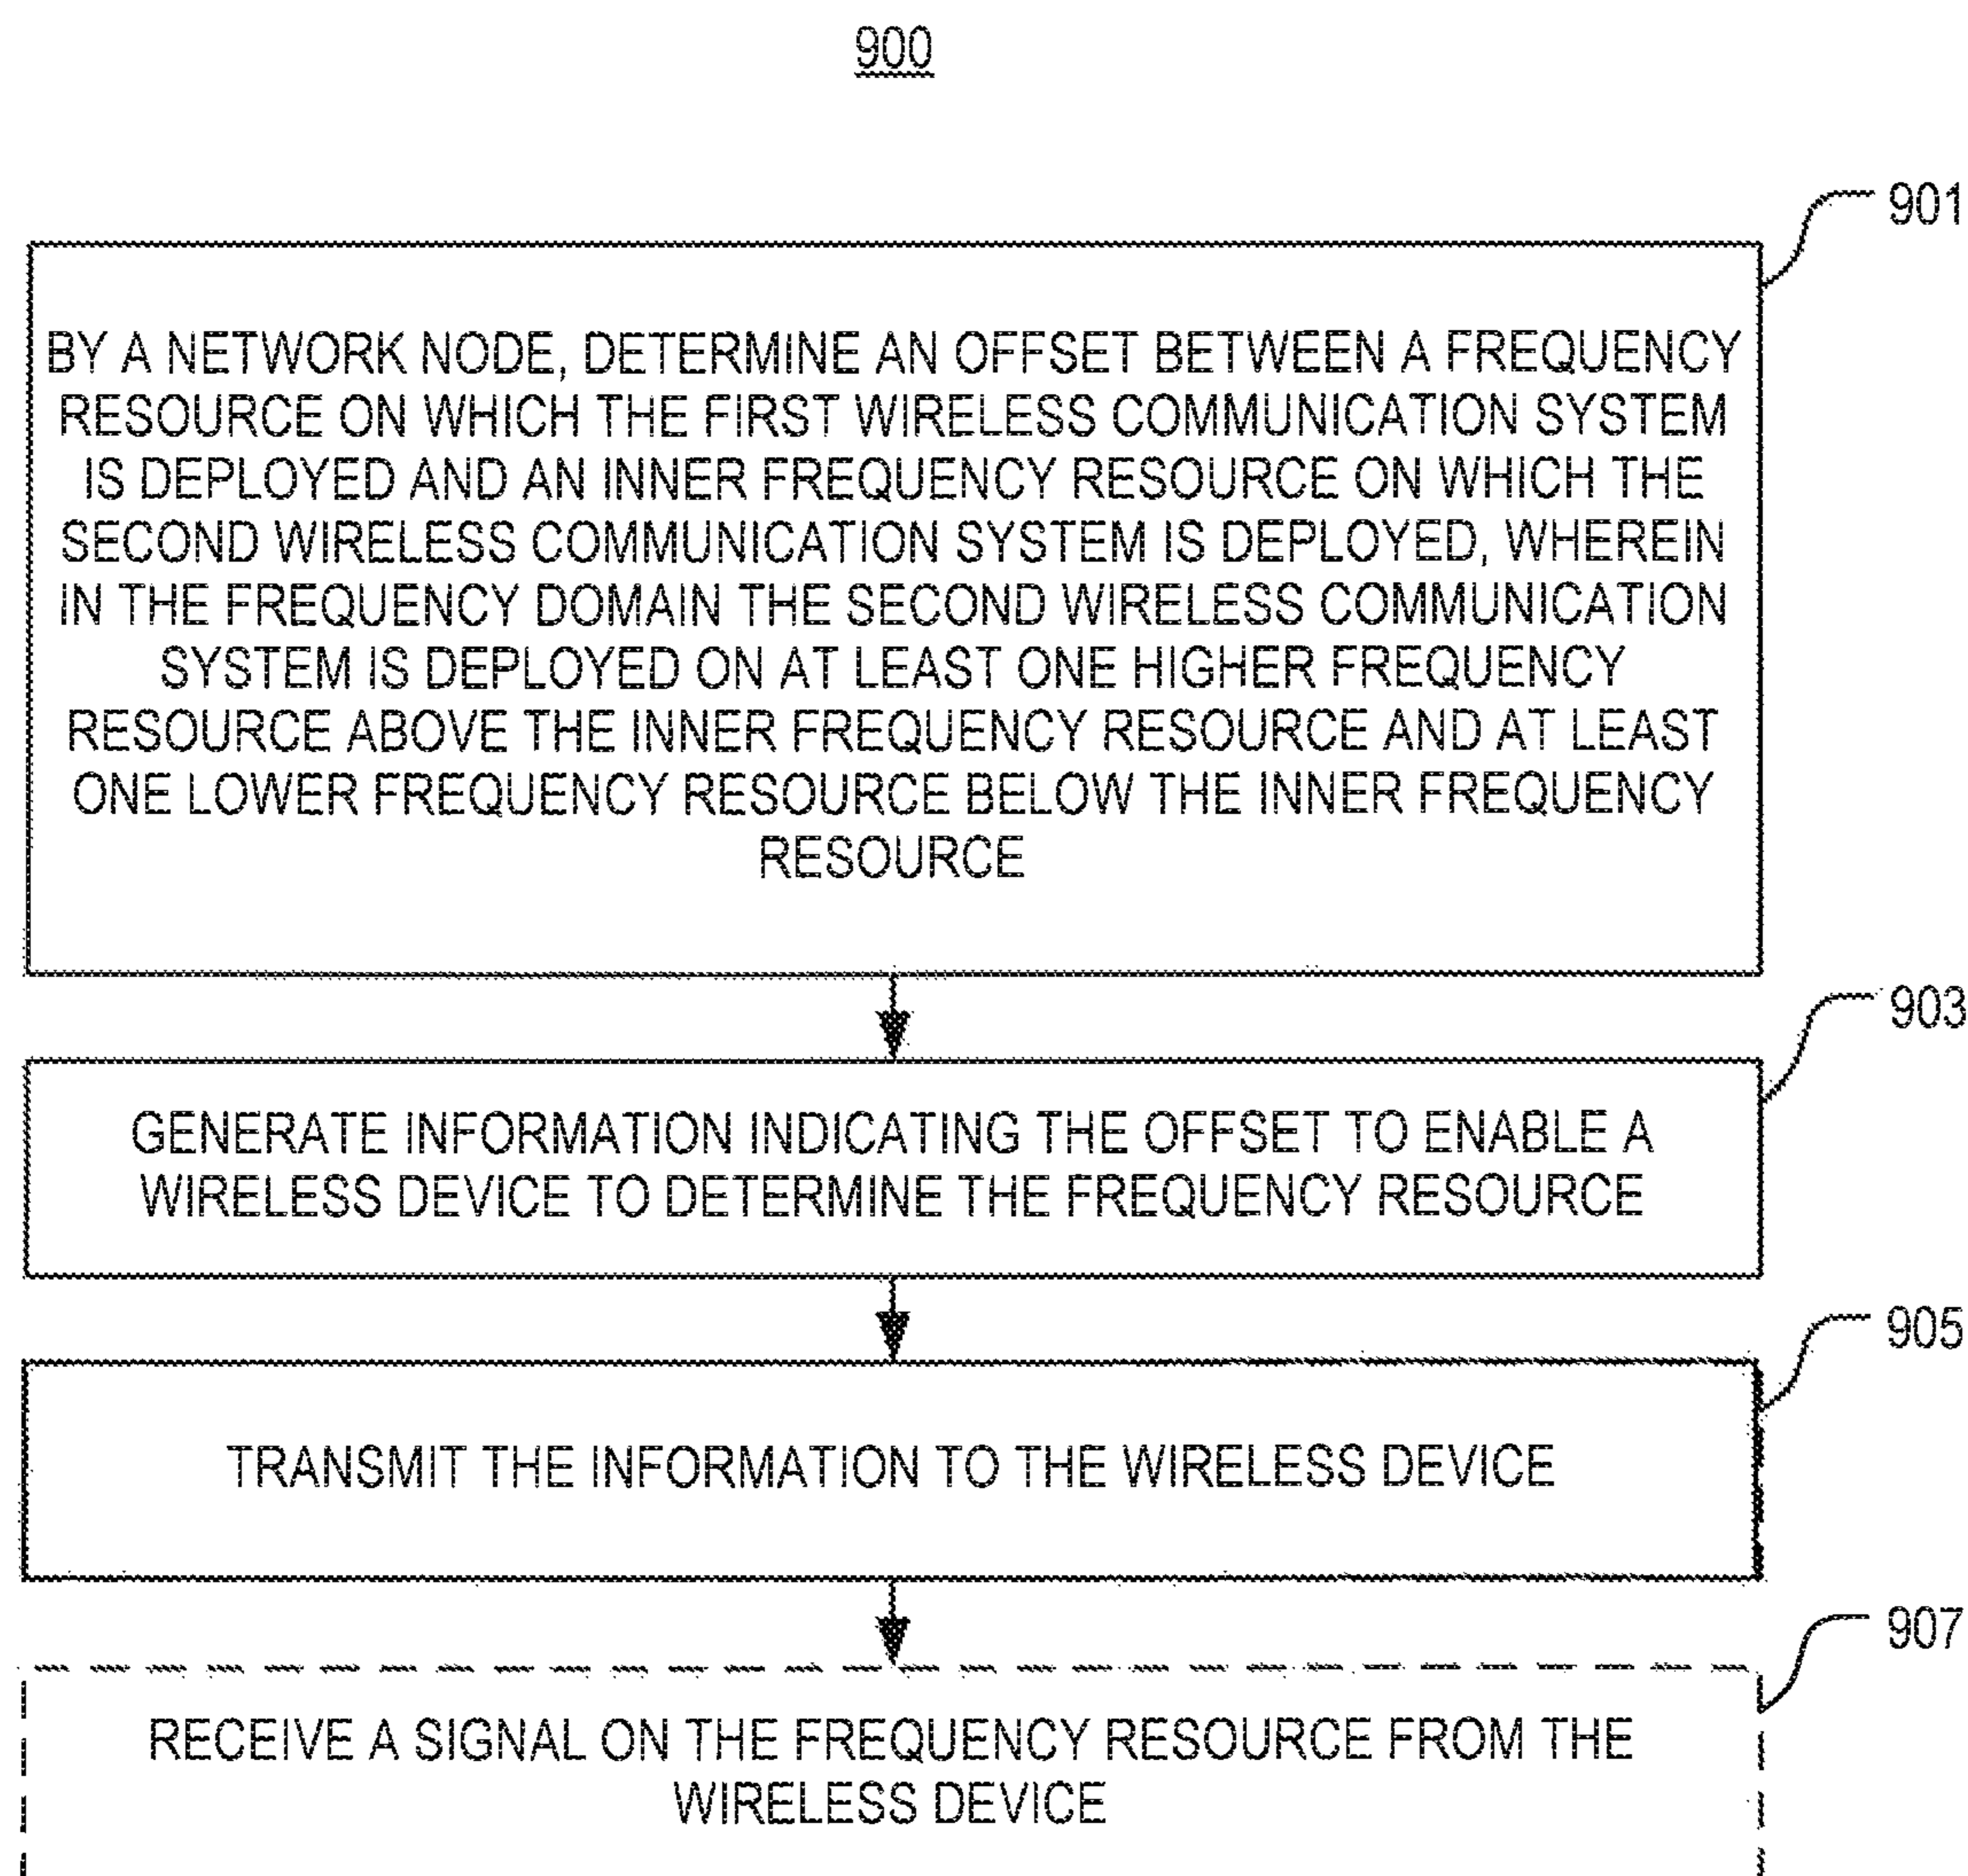 900
901
BY A NETWORK NODE, DETERMINE AN OFFSET BETWEEN A FREQUENCY
RESOURCE ON WHICH THE FIRST WIRELESS COMMUNICATION SYSTEM
IS DEPLOYED AND AN INNER FREQUENCY RESOURCE ON WHICH THE
SECOND WIRELESS COMMUNICATION SYSTEM IS DEPLOYED, WHEREIN
IN THE FREQUENCY DOMAIN THE SECOND WIRELESS COMMUNICATION
SYSTEM IS DEPLOYED ON AT LEAST ONE HIGHER FREQUENCY
RESOURCE ABOVE THE INNER FREQUENCY RESOURCE AND AT LEAST
ONE LOWER FREQUENCY RESOURCE BELOW THE INNER FREQUENCY
RESOURCE
903
GENERATE INFORMATION INDICATING THE OFFSET TO ENABLE A
WIRELESS DEVICE TO DETERMINE THE FREQUENCY RESOURCE
905
TRANSMIT THE INFORMATION TO THE WIRELESS DEVICE
907
RECEIVE A SIGNAL ON THE FREQUENCY RESOURCE FROM THE
WIRELESS DEVICE